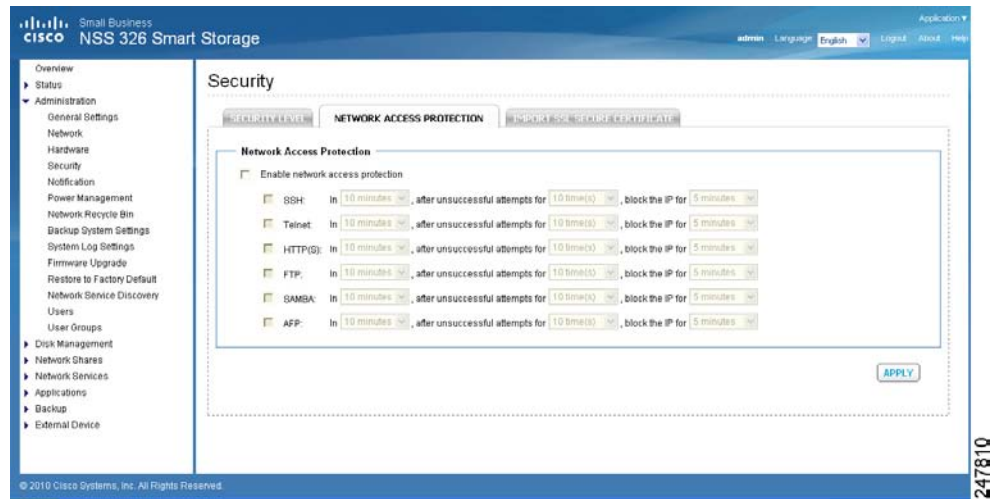 Application
Small Business
CISCO NSS 326 Smart Storage
admin Language English Logout About Help
Overview
Status
Administration
General Settings
Network
Hardware
Security
Notification
Power Management
Network Recycle Bin
Backup System Settings
System Log Settings
Firmware Upgrade
Restore to Factory Default
Network Service Discovery
Users
User Groups
Disk Management
Network Shares
Network Services
Applications
Backup
External Device
Security
SECURITY LEVEL NETWORK ACCESS PROTECTION IMPORT SSL SECURE CERTIFICATE
Network Access Protection
Enable network access protection
SSH: In 10 minutes , after unsuccessful attempts for 10 time(s) , block the IP for 5 minutes
Telnet: In 10 minutes , after unsuccessful attempts for 10 time(s) , block the IP for 5 minutes
HTTP(S): In 10 minutes , after unsuccessful attempts for 10 time(s) , block the IP for 5 minutes
FTP: In 10 minutes , after unsuccessful attempts for 10 time(s) , block the IP for 5 minutes
SAMBA: In 10 minutes , after unsuccessful attempts for 10 time(s) , block the IP for 5 minutes
AFP: In 10 minutes , after unsuccessful attempts for 10 time(s) , block the IP for 5 minutes
APPLY
© 2010 Cisco Systems, Inc. All Rights Reserved.
247810